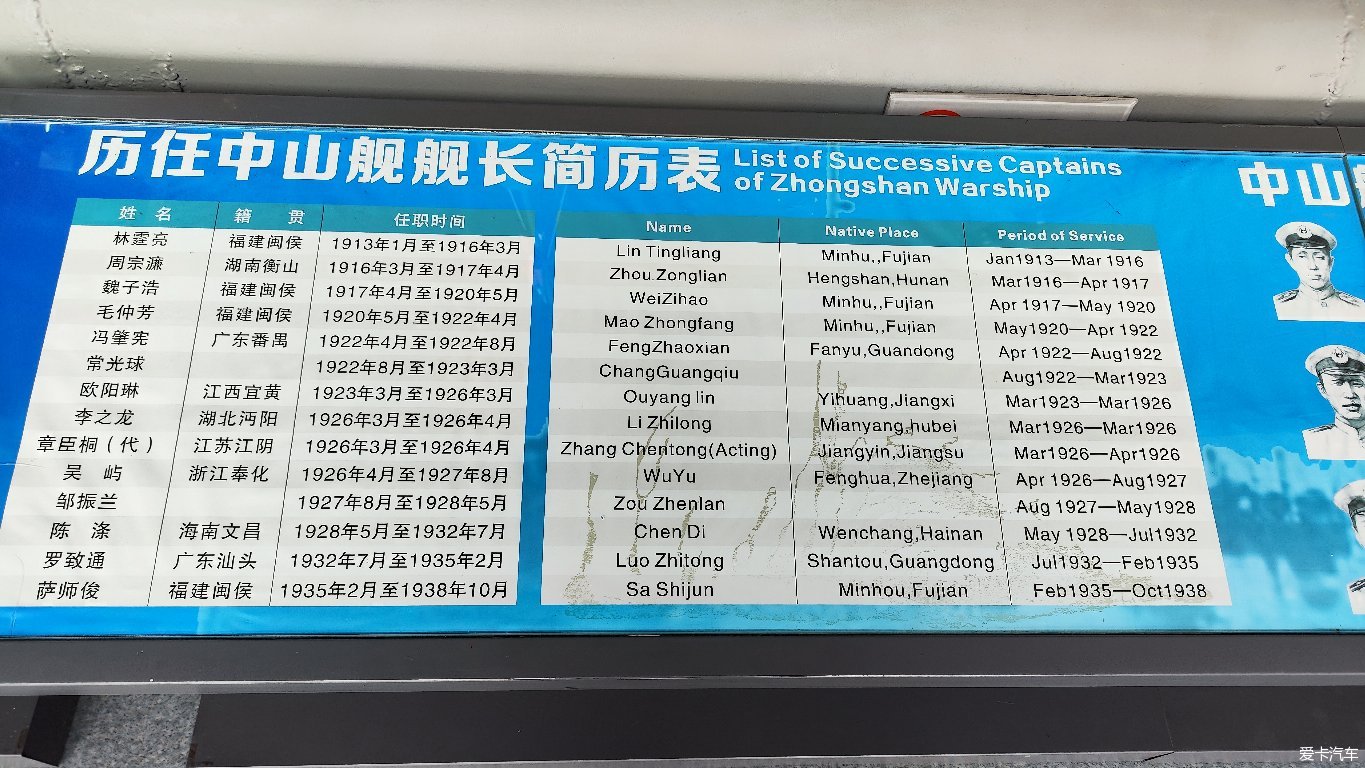 历任中山舰舰长简历表
List of Successive Captains
of Zhongshan Warship
姓 名 籍 贯 任职时间
林霆亮 福建闽侯 1913年1月至1916年3月
周宗濂 湖南衡山 1916年3月至1917年4月
魏子浩 福建闽侯 1917年4月至1920年5月
毛仲芳 福建闽侯 1920年5月至1922年4月
冯肇宪 广东番禺 1922年4月至1922年8月
常光球 1922年8月至1923年3月
欧阳琳 江西宜黄 1923年3月至1926年3月
李之龙 湖北沔阳 1926年3月至1926年4月
章臣桐（代） 江苏江阴 1926年3月至1926年4月
吴 屿 浙江奉化 1926年4月至1927年8月
邹振兰 1927年8月至1928年5月
陈 涤 海南文昌 1928年5月至1932年7月
罗致通 广东汕头 1932年7月至1935年2月
萨师俊 福建闽侯 1935年2月至1938年10月
Name Native Place Period of Service
Lin Tingliang Minhu,,Fujian Jan1913—Mar 1916
Zhou Zonglian Hengshan,Hunan Mar1916—Apr 1917
WeiZihao Minhu,,Fujian Apr 1917—May 1920
Mao Zhongfang Minhu,,Fujian May1920—Apr 1922
FengZhaoxian Fanyu,Guandong Apr 1922—Aug1922
ChangGuangqiu Aug1922—Mar1923
Ouyang lin Yihuang,Jiangxi Mar1923—Mar1926
Li Zhilong Mianyang,hubei Mar1926—Mar1926
Zhang Chentong(Acting) Jiangyin,Jiangsu Mar1926—Apr1926
WuYu Fenghua,Zhejiang Apr 1926—Aug1927
Zou Zhenlan Aug 1927—May1928
Chen Di Wenchang,Hainan May 1928—Jul1932
Luo Zhitong Shantou,Guangdong Jul1932—Feb1935
Sa Shijun Minhou,Fujian Feb1935—Oct1938
中山
爱卡汽车